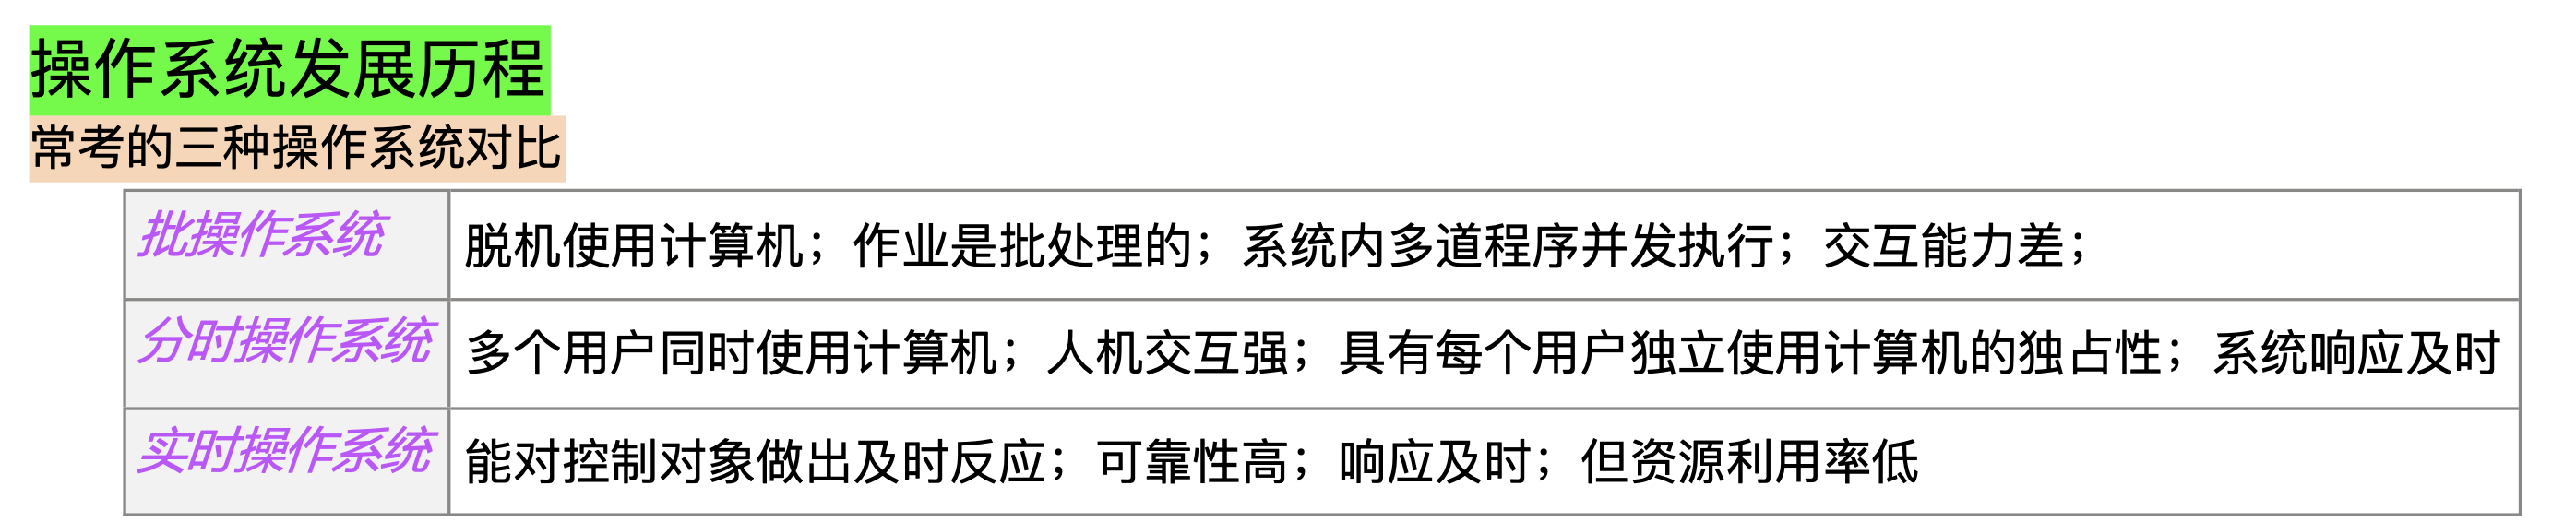 操作系统发展历程
常考的三种操作系统对比
批操作系统
脱机使用计算机；作业是批处理的；系统内多道程序并发执行；交互能力差；
分时操作系统
多个用户同时使用计算机；人机交互强；具有每个用户独立使用计算机的独占性；系统响应及时
实时操作系统
能对控制对象做出及时反应；可靠性高；响应及时；但资源利用率低